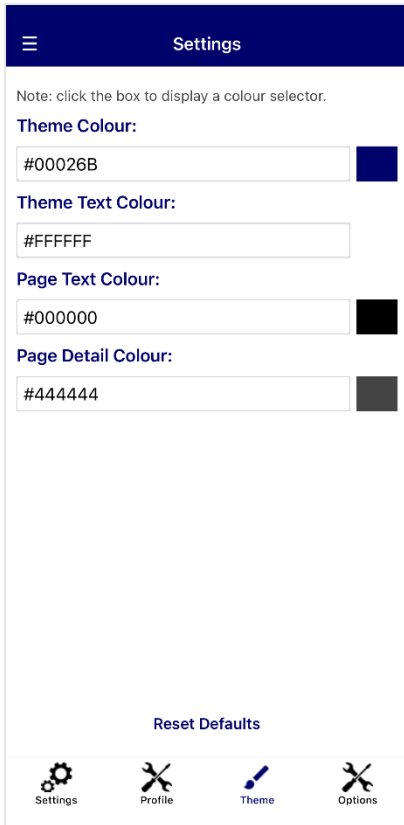 Settings
Note: click the box to display a colour selector.
Theme Colour:
#00026B
Theme Text Colour:
#FFFFFF
Page Text Colour:
#000000
Page Detail Colour:
#444444
Reset Defaults
Settings Profile Theme Options